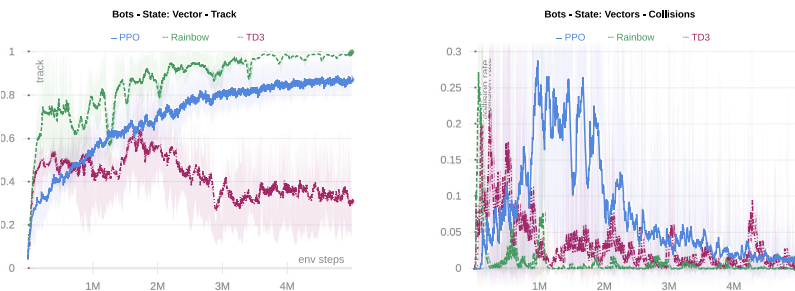 Bots - State: Vector - Track
PPO Rainbow TD3
track
1
0.8
0.6
0.4
0.2
0
env steps
1M 2M 3M 4M
Bots - State: Vectors - Collisions
PPO Rainbow TD3
collision rate
0.3
0.25
0.2
0.15
0.1
0.05
0
1M 2M 3M 4M